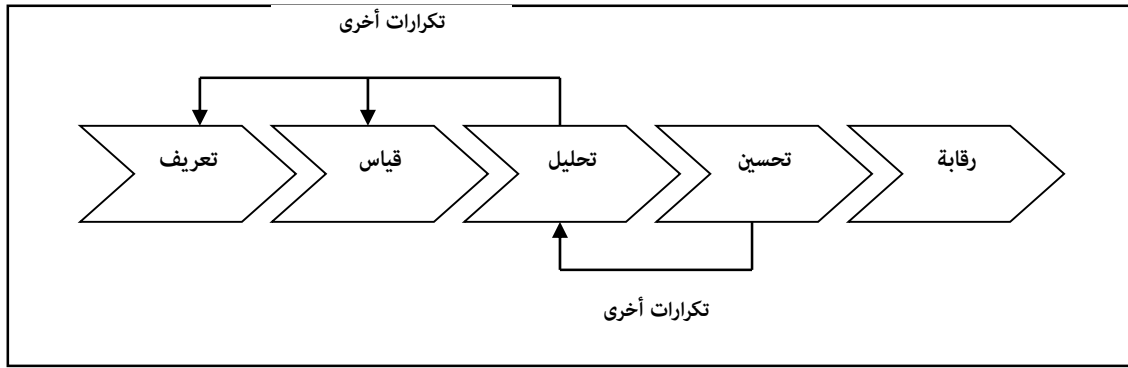 تكرارات أخرى
تعريف
قياس
تحليل
تحسين
رقابة
تكرارات أخرى